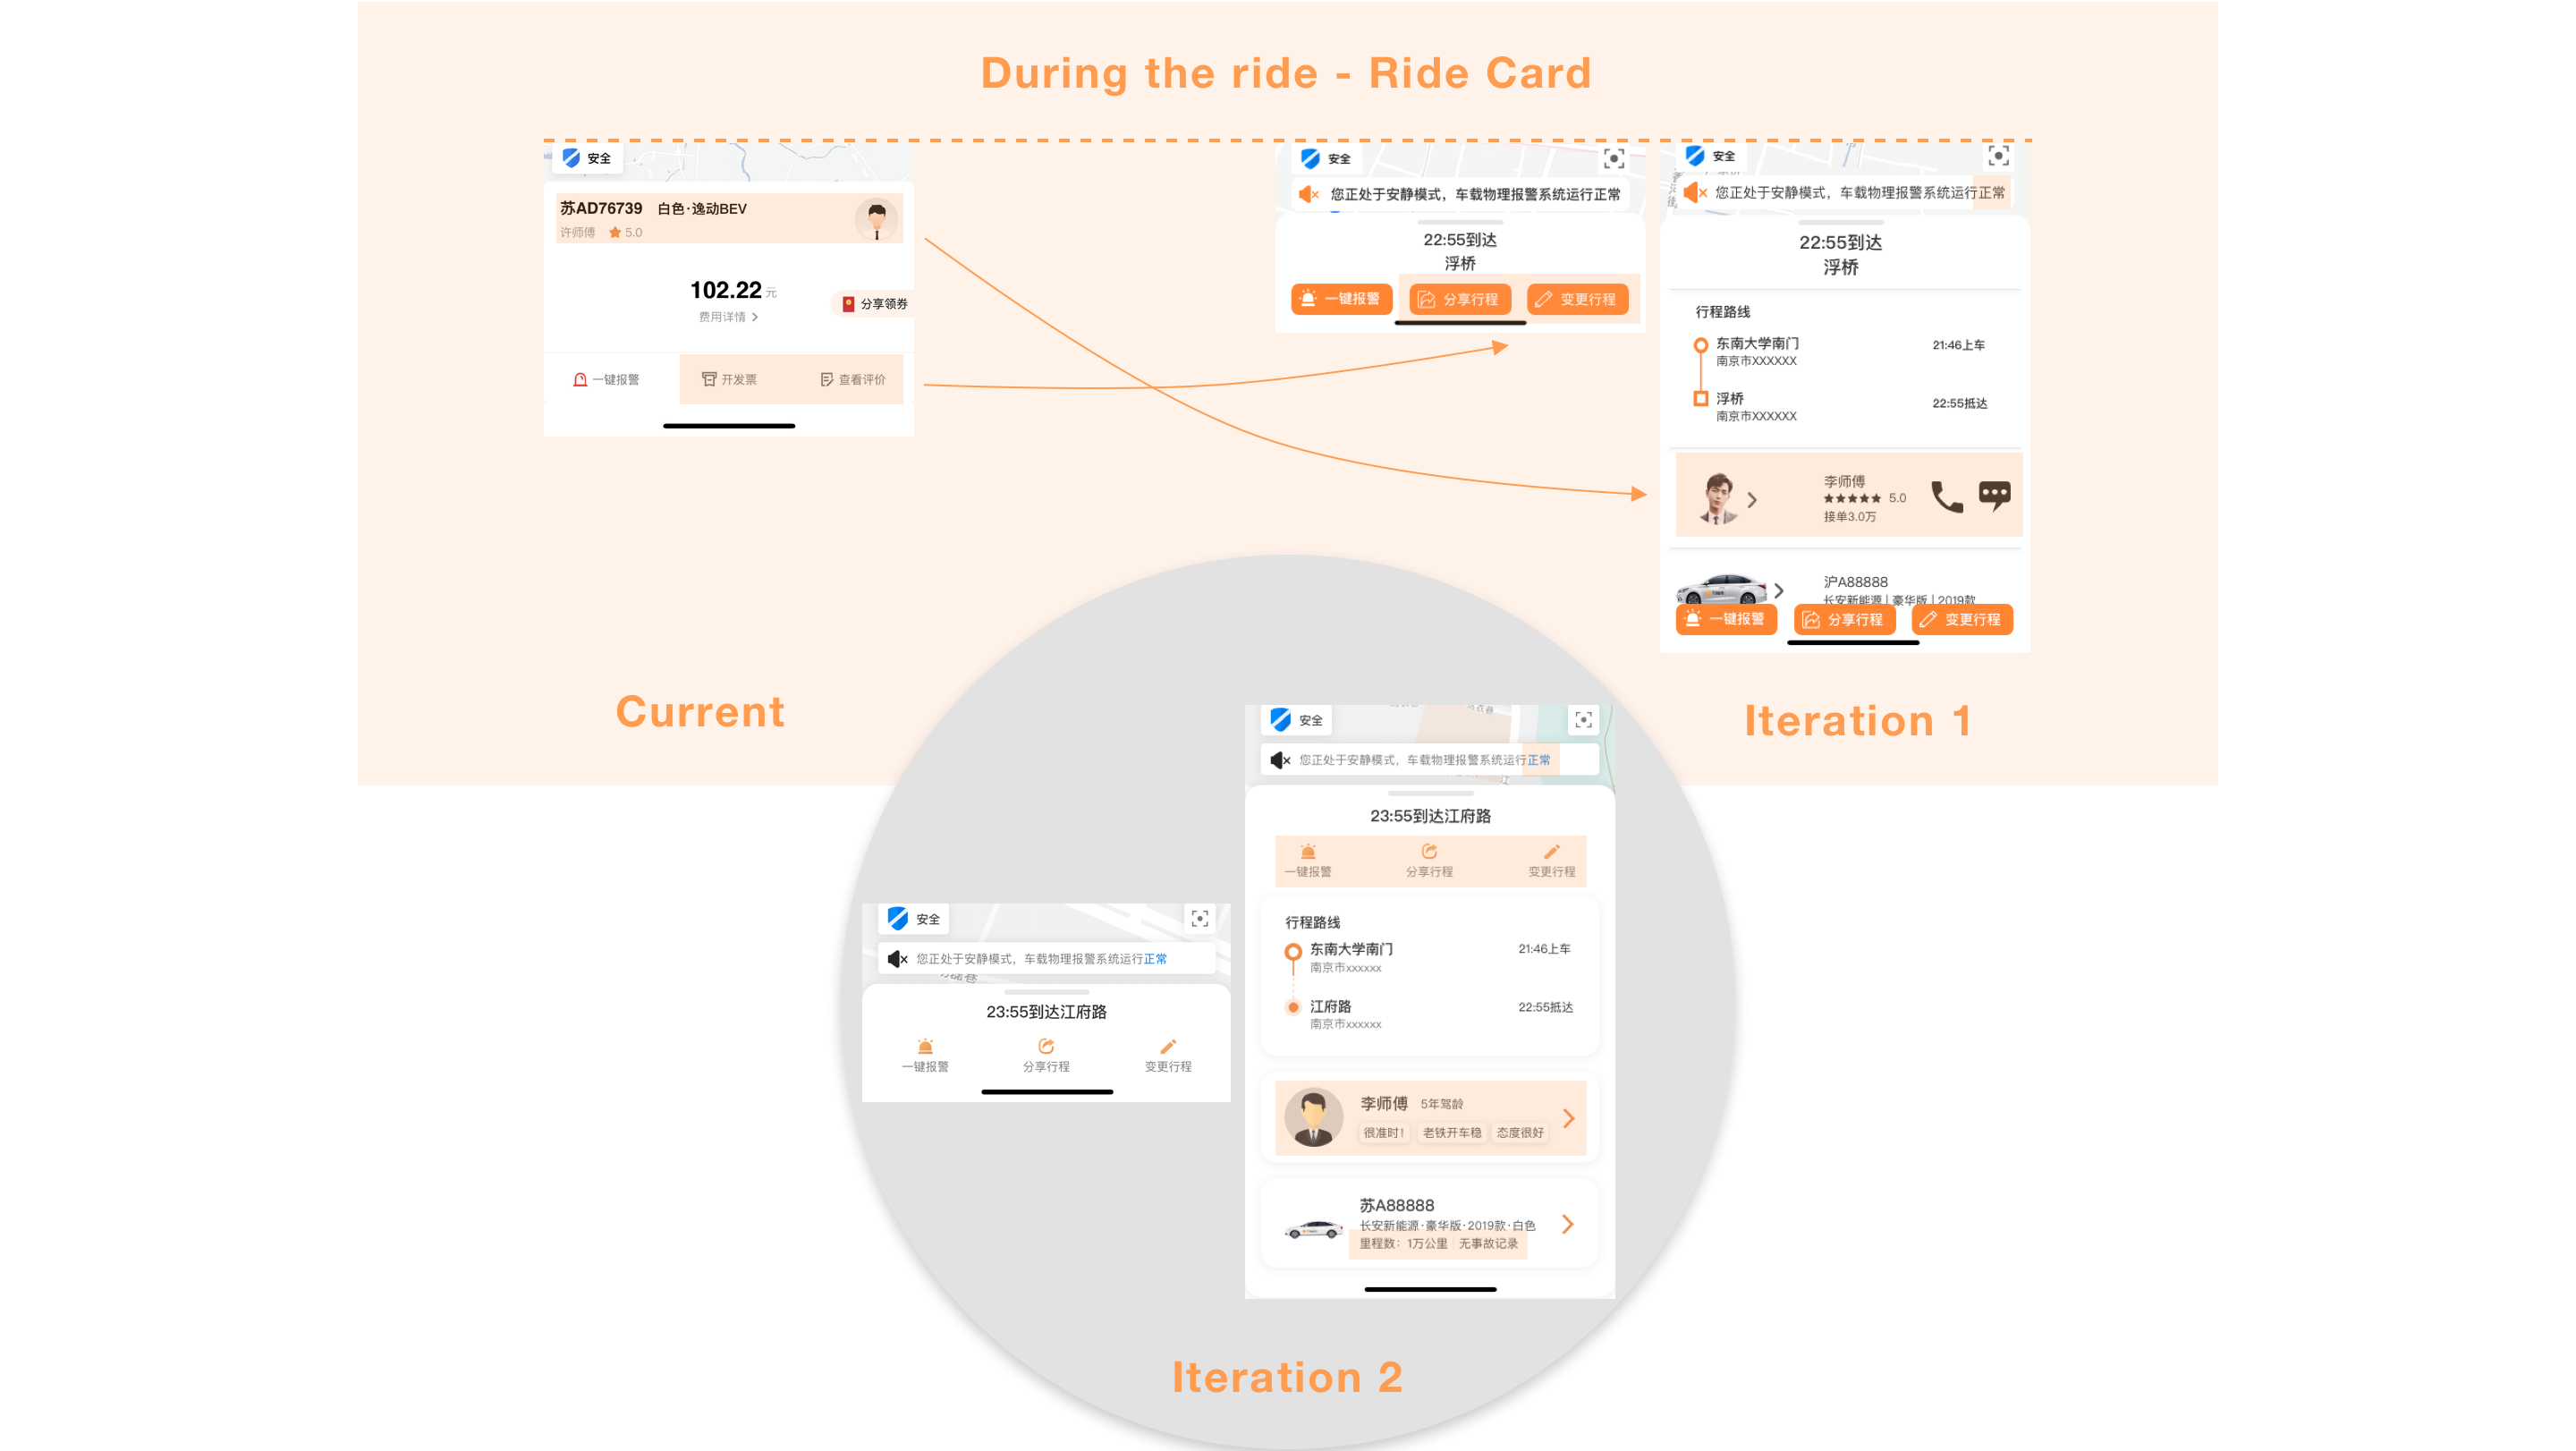 During the ride - Ride Card
安全
苏AD76739 白色·逸动BEV
许师傅 5.0
102.22 元
费用详情
分享领券
一键报警 开发票 查看评价
Current
安全
您正处于安静模式，车载物理报警系统运行正常
22:55到达
浮桥
一键报警 分享行程 变更行程
安全
您正处于安静模式，车载物理报警系统运行正常
22:55到达
浮桥
行程路线
东南大学南门 21:46上车
南京市XXXXXX
浮桥 22:55抵达
南京市XXXXXX
李师傅
★★★★★ 5.0
接单3.0万
沪A88888
长安新能源 | 豪华版 | 2019款
一键报警 分享行程 变更行程
Iteration 1
安全
您正处于安静模式，车载物理报警系统运行正常
23:55到达江府路
一键报警 分享行程 变更行程
安全
您正处于安静模式，车载物理报警系统运行正常
23:55到达江府路
一键报警 分享行程 变更行程
行程路线
东南大学南门 21:46上车
南京市xxxxxx
江府路 22:55抵达
南京市xxxxxx
李师傅 5年驾龄
很准时! 老铁开车稳 态度很好
苏A88888
长安新能源·豪华版·2019款·白色
里程数：1万公里 | 无事故记录
Iteration 2